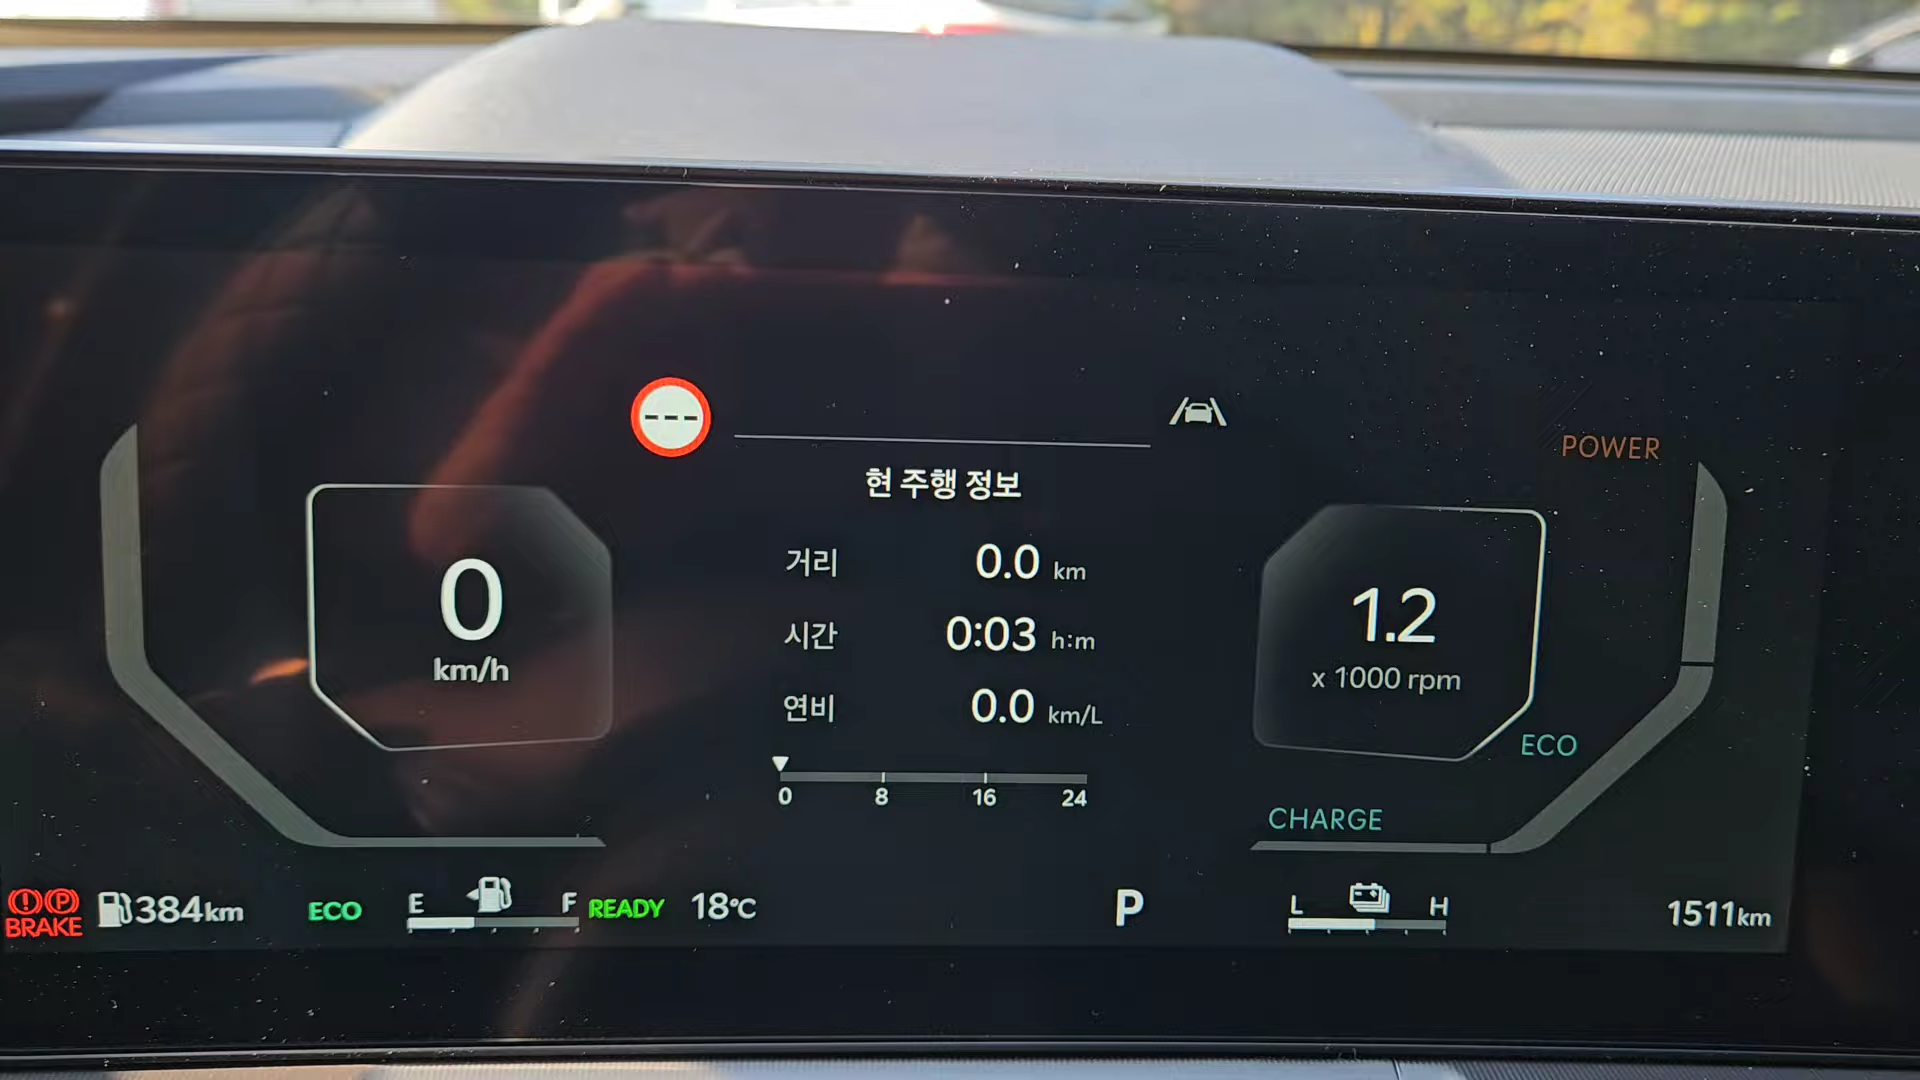 ---
현 주행 정보
거리 0.0 km
시간 0:03 h:m
연비 0.0 km/L
0 8 16 24
0
km/h
POWER
1.2
x 1000 rpm
ECO
CHARGE
BRAKE
384km
ECO
E F
READY
18°C
P
L H
1511km